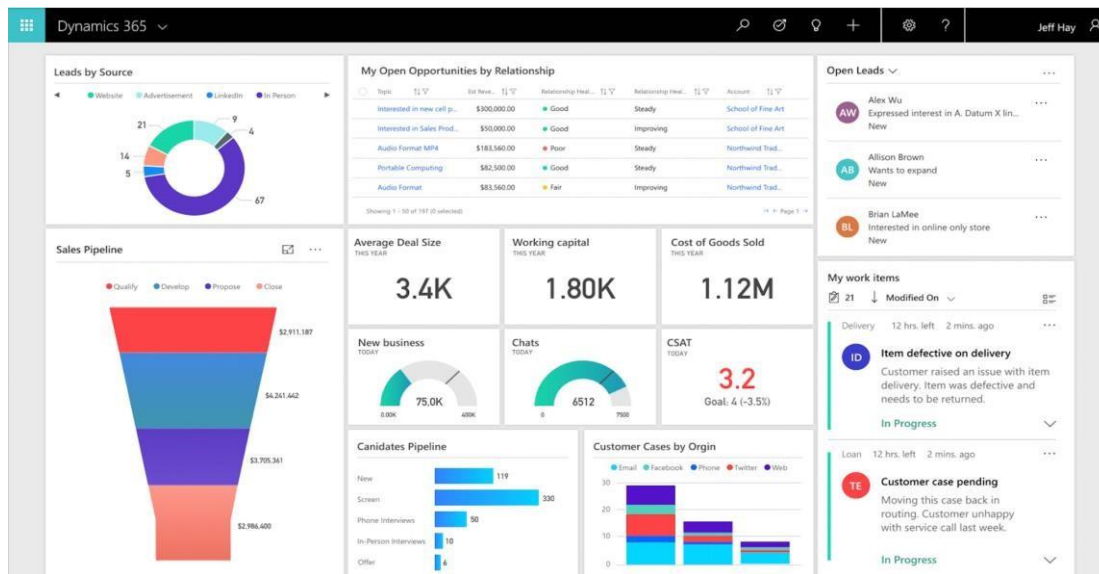 Dynamics 365
Jeff Hay
Leads by Source
Website Advertisement LinkedIn In Person
21
9
4
14
5
67
My Open Opportunities by Relationship
Topic Est Reve... Relationship Heal... Relationship Heal... Account
Interested in new cell p... $300,000.00 Good Steady School of Fine Art
Interested in Sales Prod... $50,000.00 Good Improving School of Fine Art
Audio Format MP4 $183,560.00 Poor Steady Northwind Trad...
Portable Computing $82,500.00 Good Steady Northwind Trad...
Audio Format $83,560.00 Fair Improving Northwind Trad...
Showing 1 - 50 of 197 (0 selected) Page 1
Open Leads
...
AW
Alex Wu
Expressed interest in A. Datum X lin...
New
...
AB
Allison Brown
Wants to expand
New
...
BL
Brian LaMee
Interested in online only store
New
...
Sales Pipeline
...
Qualify Develop Propose Close
$2,911,187
$4,241,442
$3,705,361
$2,986,400
Average Deal Size
THIS YEAR
3.4K
Working capital
THIS YEAR
1.80K
Cost of Goods Sold
THIS YEAR
1.12M
New business
TODAY
75.0K
0.00K 400K
Chats
TODAY
6512
0 7500
CSAT
TODAY
3.2
Goal: 4 (-3.5%)
Canidates Pipeline
New 119
Screen 330
Phone Interviews 50
In-Person Interviews 10
Offer 6
Customer Cases by Orgin
Email Facebook Phone Twitter Web
30
20
10
0
My work items
21 Modified On
Delivery 12 hrs. left 2 mins. ago ...
ID
Item defective on delivery
Customer raised an issue with item
delivery. Item was defective and
needs to be returned.
In Progress
Loan 12 hrs. left 2 mins. ago ...
TE
Customer case pending
Moving this case back in
routing. Customer unhappy
with service call last week.
In Progress